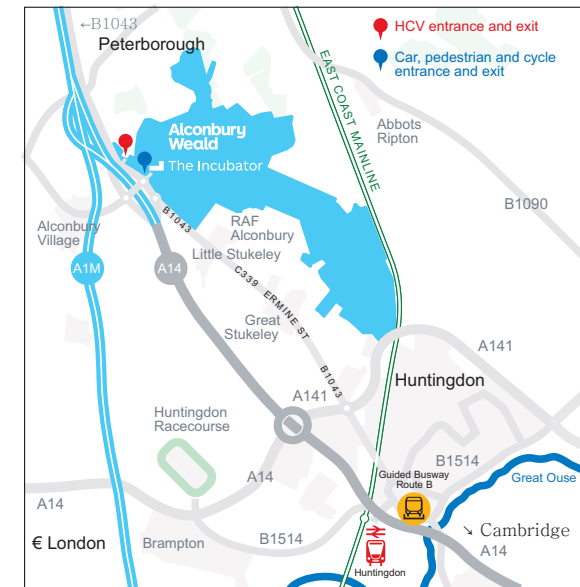 ←B1043
Peterborough
HCV entrance and exit
Car, pedestrian and cycle
entrance and exit
EAST COAST MAINLINE
Abbots
Ripton
Alconbury
Weald
The Incubator
B1090
Alconbury
Village
B1043
RAF
Alconbury
Little Stukeley
A1M
A14
C339 ERMINE ST
Great
Stukeley
A141
B1043
Huntingdon
A141
Huntingdon
Racecourse
B1514
Guided Busway
Route B
Great Ouse
A14
A14
↘ Cambridge
€ London
Brampton
B1514
A14
Huntingdon